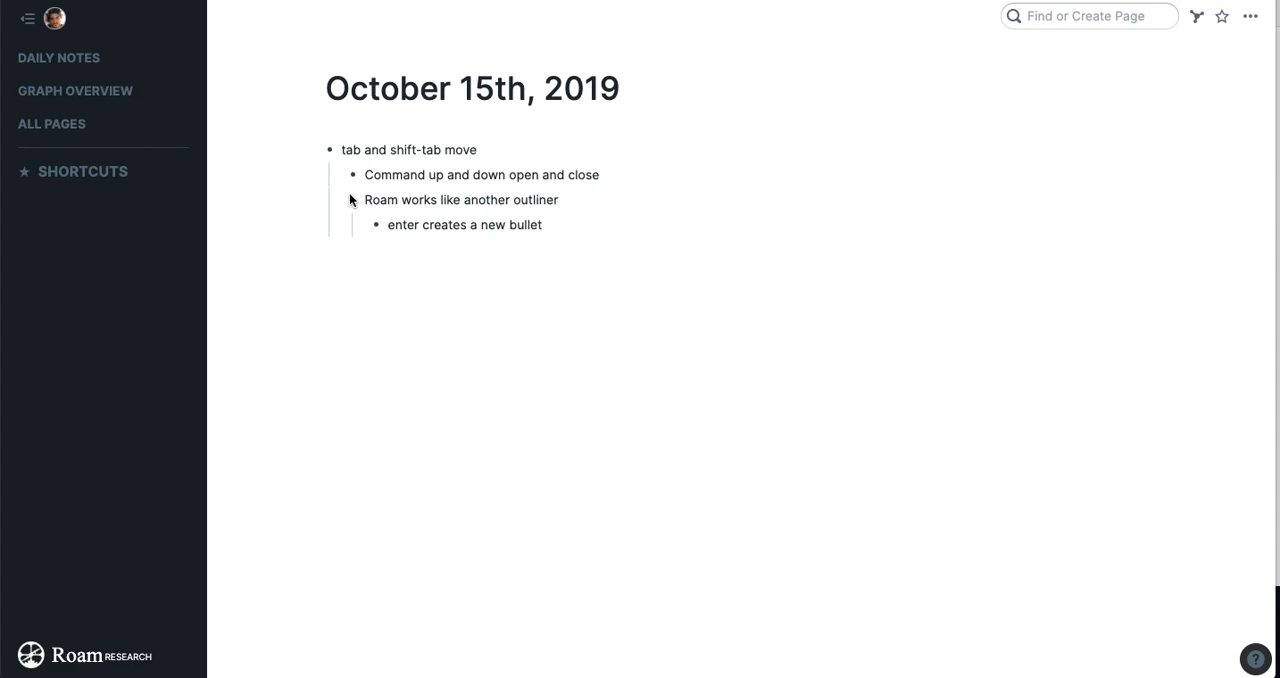 Find or Create Page
DAILY NOTES
GRAPH OVERVIEW
ALL PAGES
SHORTCUTS
October 15th, 2019
tab and shift-tab move
Command up and down open and close
Roam works like another outliner
enter creates a new bullet
Roam RESEARCH
?